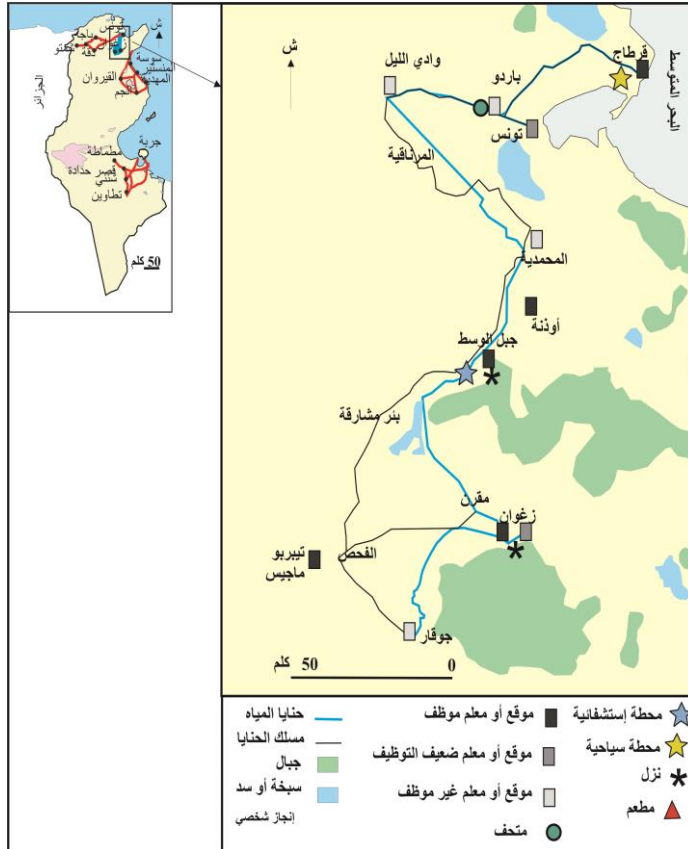 ش
تونس
باجة
دقة
سوسة
المنستير
المهدية
القيروان
الجم
الجزائر
جربة
مطماطة
قصر حدادة
شنني
تطاوين
50 كلم
ش
وادي الليل
باردو
قرطاج
البحر المتوسط
تونس
المرناقية
المحمدية
أوذنة
جبل الوسط
بئر مشارقة
مقرن
زغوان
الفحص
تيبربو
ماجيس
جوقار
كلم 50 0
محطة إستشفائية
محطة سياحية
نزل
مطعم
موقع أو معلم موظف
موقع أو معلم ضعيف التوظيف
موقع أو معلم غير موظف
متحف
حنايا المياه
مسلك الحنايا
جبال
سبخة أو سد
إنجاز شخصي